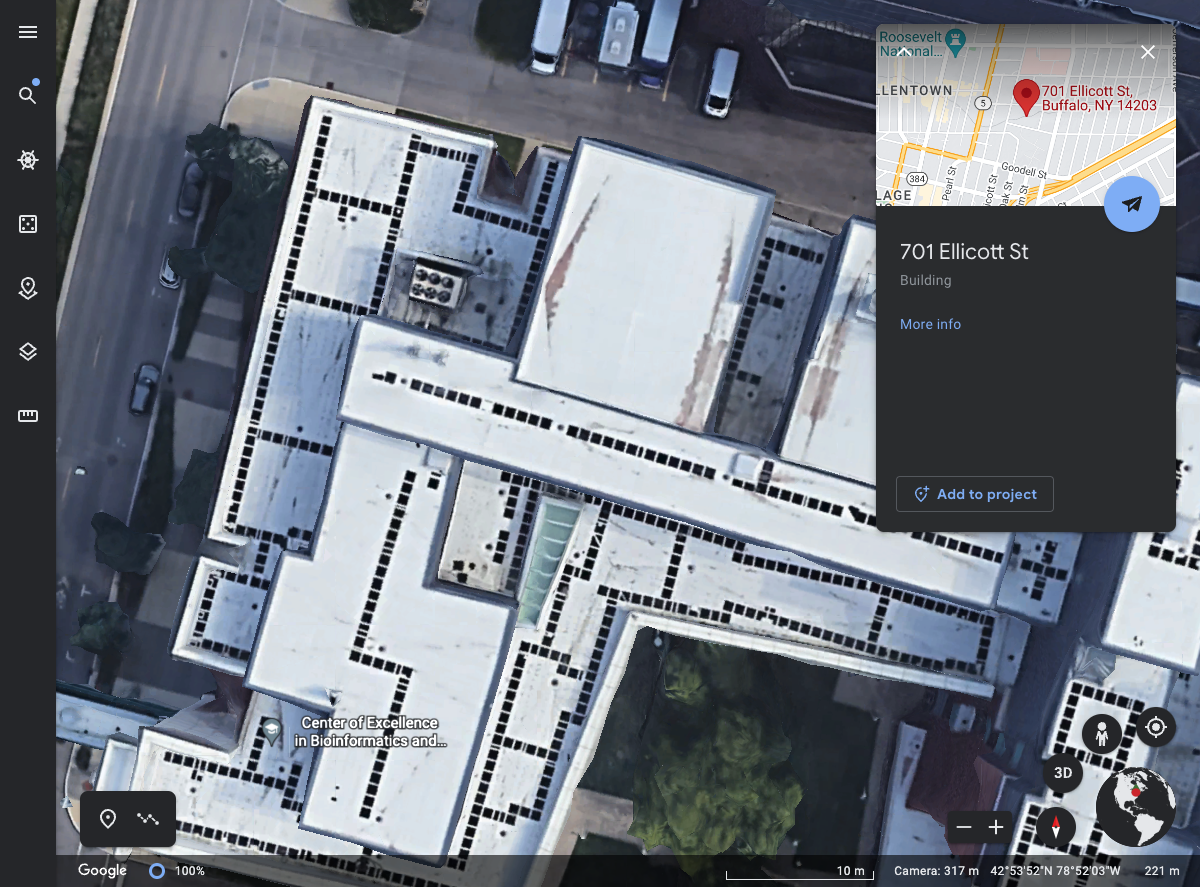 Roosevelt
National...
LLENTOWN
5
701 Ellicott St,
Buffalo, NY 14203
384
Goodell St
Pearl St
Oak St
LAGE
701 Ellicott St
Building
More info
Add to project
Center of Excellence
in Bioinformatics and...
3D
Google
100%
10 m
Camera: 317 m
42°53'52"N 78°52'03"W
221 m